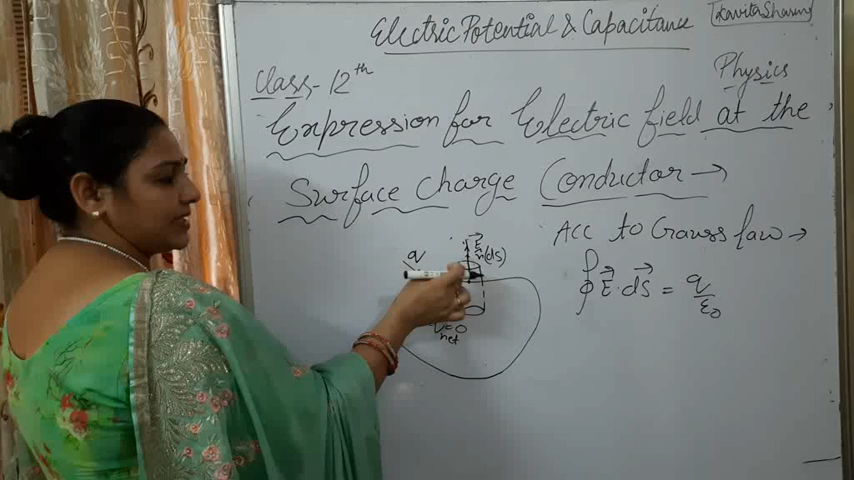 Electric Potential & Capacitance
Kavita Sharma
Class-12th
Physics
Expression for Electric field at the
Surface Charge Conductor →
Acc to Gauss law →
q
E
n(ds)
∮ E⃗ · dS⃗ = q/ε₀
= 0
net